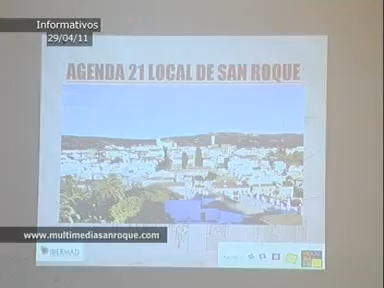 Informativos
29/04/11
AGENDA 21 LOCAL DE SAN ROQUE
www.multimediasanroque.com
IBERMAD